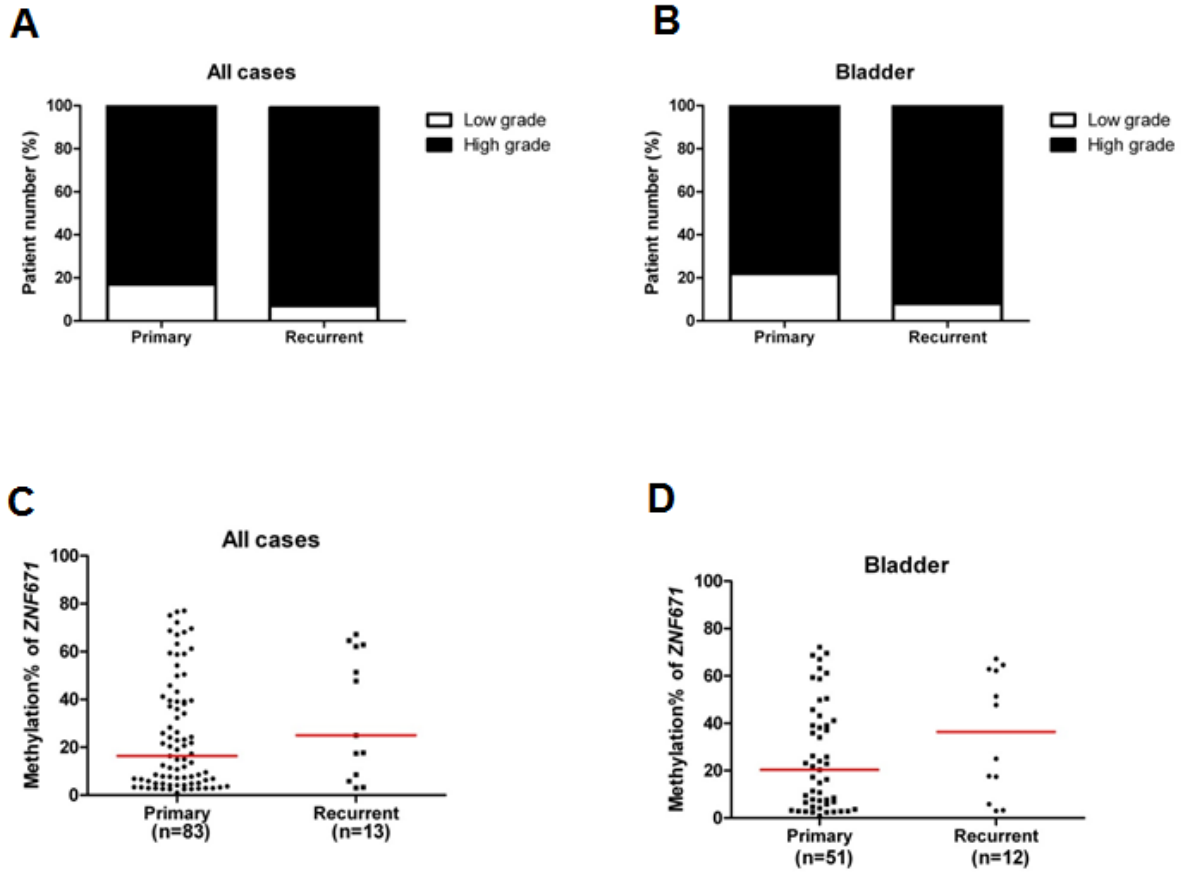 A
All cases
100
80
60
40
20
0
Patient number (%)
Primary
Recurrent
Low grade
High grade
B
Bladder
100
80
60
40
20
0
Patient number (%)
Primary
Recurrent
Low grade
High grade
C
All cases
100
80
60
40
20
0
Methylation% of ZNF671
Primary
(n=83)
Recurrent
(n=13)
D
Bladder
100
80
60
40
20
0
Methylation% of ZNF671
Primary
(n=51)
Recurrent
(n=12)